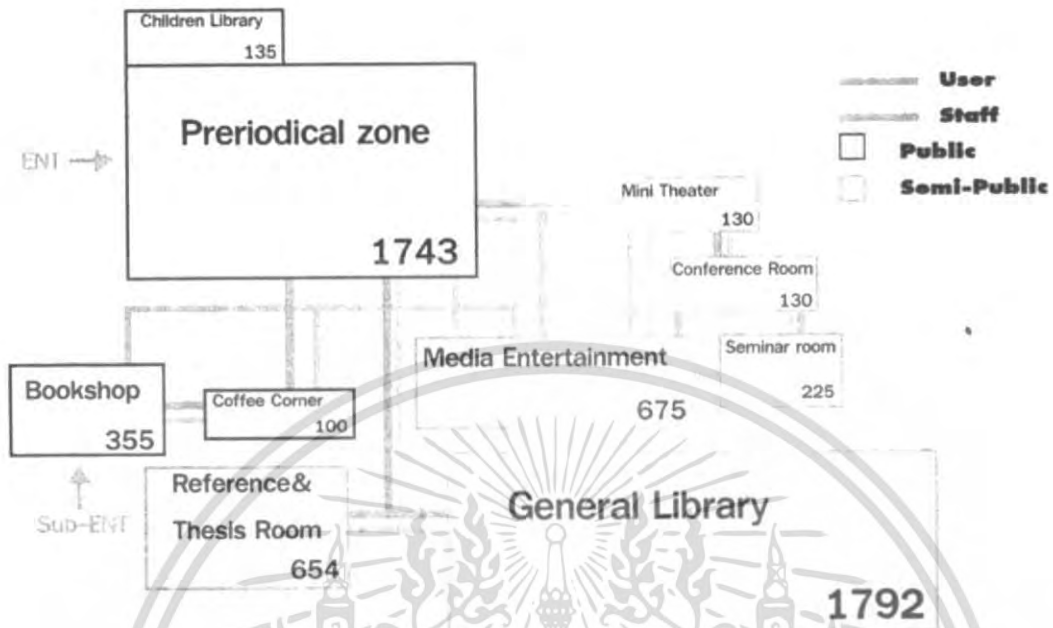 Children Library
135
Preriodical zone
1743
ENT
User
Staff
Public
Semi-Public
Mini Theater
130
Conference Room
130
Seminar room
225
Media Entertainment
675
Bookshop
355
Coffee Corner
100
Sub-ENT
Reference&
Thesis Room
654
General Library
1792